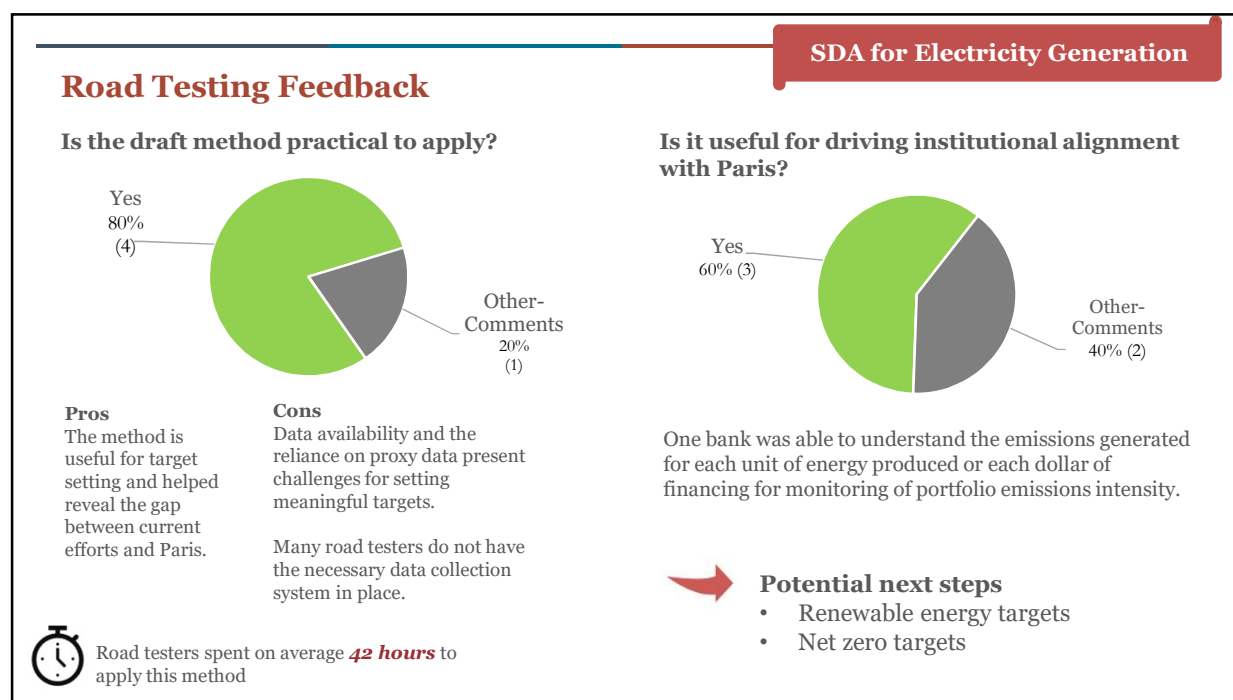 SDA for Electricity Generation
Road Testing Feedback
Is the draft method practical to apply?
Yes
80%
(4)
Other-
Comments
20%
(1)
Pros
The method is
useful for target
setting and helped
reveal the gap
between current
efforts and Paris.
Cons
Data availability and the
reliance on proxy data present
challenges for setting
meaningful targets.
Many road testers do not have
the necessary data collection
system in place.
Road testers spent on average 42 hours to
apply this method
Is it useful for driving institutional alignment
with Paris?
Yes
60% (3)
Other-
Comments
40% (2)
One bank was able to understand the emissions generated
for each unit of energy produced or each dollar of
financing for monitoring of portfolio emissions intensity.
Potential next steps
• Renewable energy targets
• Net zero targets